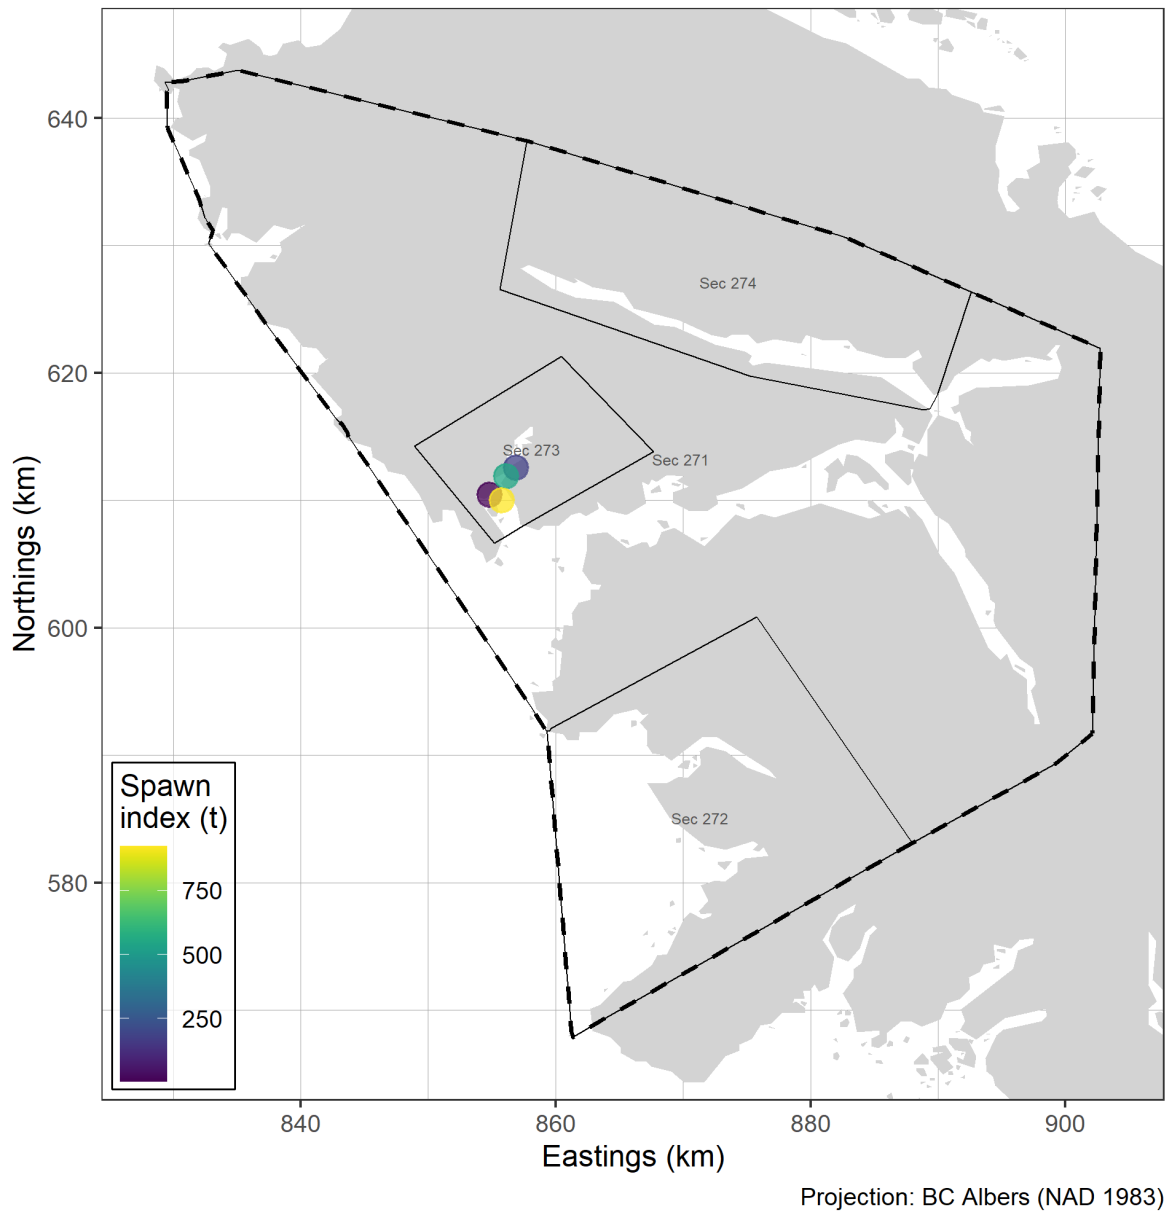 640
620
600
580
Northings (km)
Sec 274
Sec 273
Sec 271
Sec 272
Spawn
index (t)
750
500
250
840
860
880
900
Eastings (km)
Projection: BC Albers (NAD 1983)